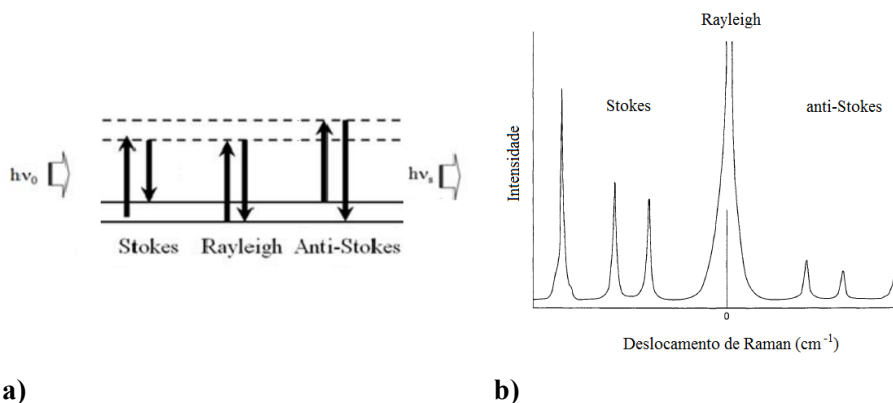 hν₀
hνₛ
Stokes Rayleigh Anti-Stokes
a)
Rayleigh
Stokes
anti-Stokes
Intensidade
0
Deslocamento de Raman (cm⁻¹)
b)